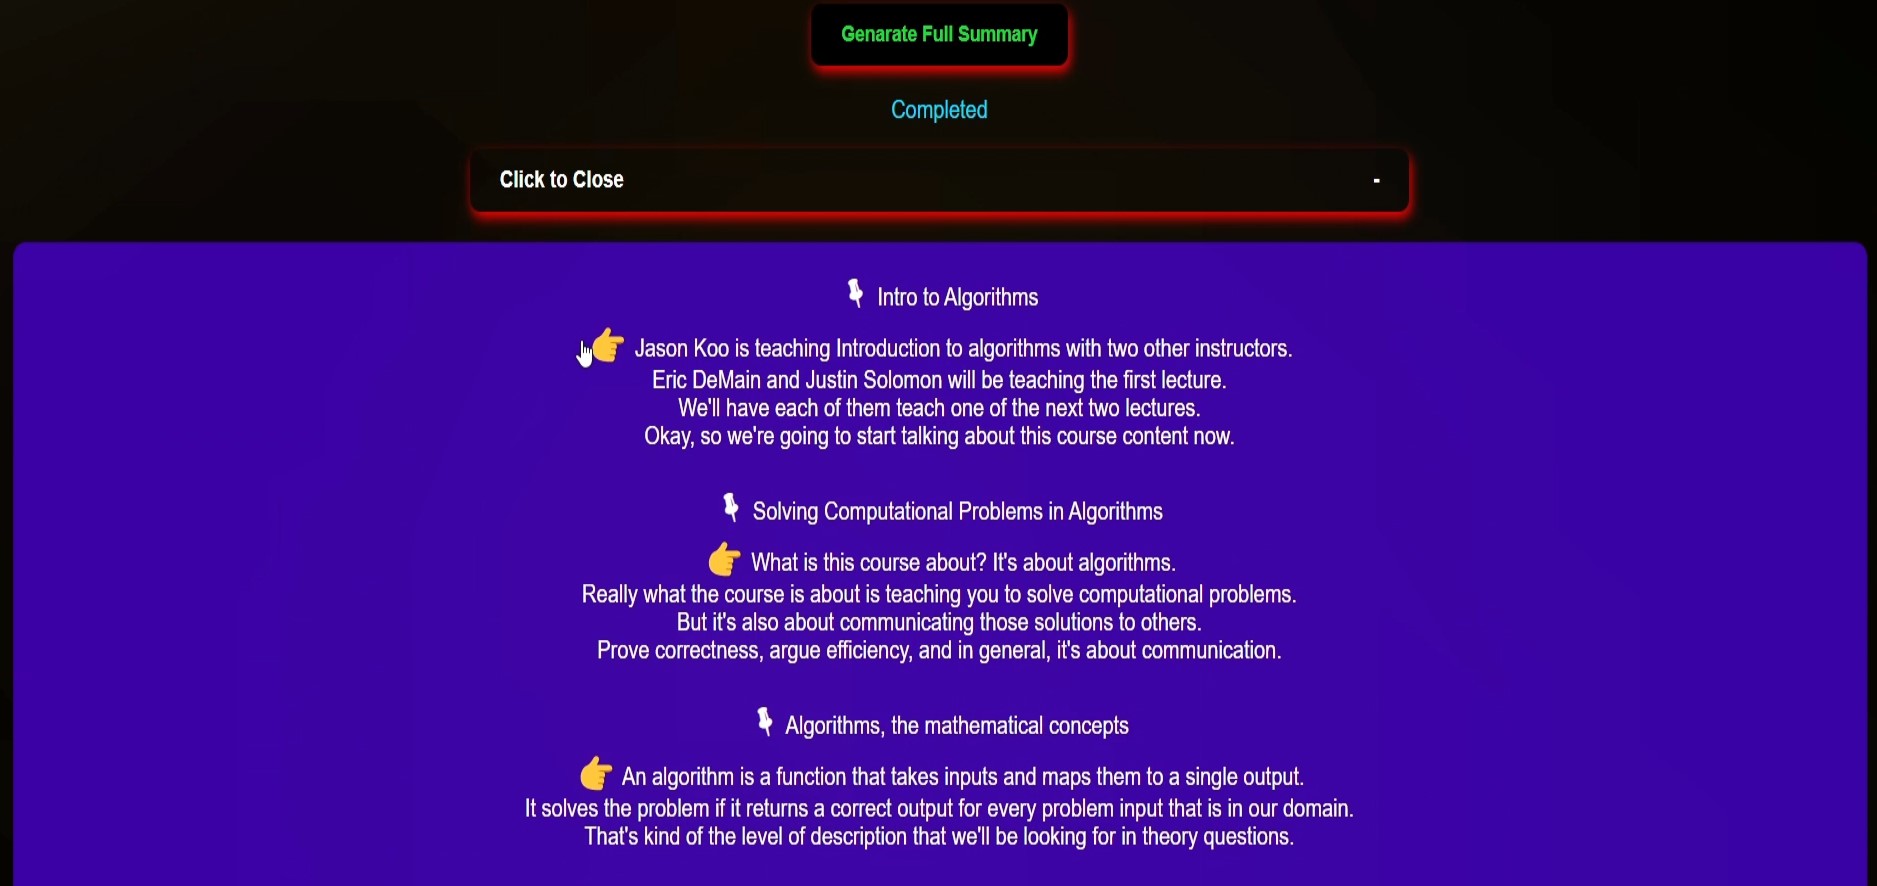 Genarate Full Summary
Completed
Click to Close -
Intro to Algorithms
Jason Koo is teaching Introduction to algorithms with two other instructors.
Eric DeMain and Justin Solomon will be teaching the first lecture.
We'll have each of them teach one of the next two lectures.
Okay, so we're going to start talking about this course content now.
Solving Computational Problems in Algorithms
What is this course about? It's about algorithms.
Really what the course is about is teaching you to solve computational problems.
But it's also about communicating those solutions to others.
Prove correctness, argue efficiency, and in general, it's about communication.
Algorithms, the mathematical concepts
An algorithm is a function that takes inputs and maps them to a single output.
It solves the problem if it returns a correct output for every problem input that is in our domain.
That's kind of the level of description that we'll be looking for in theory questions.